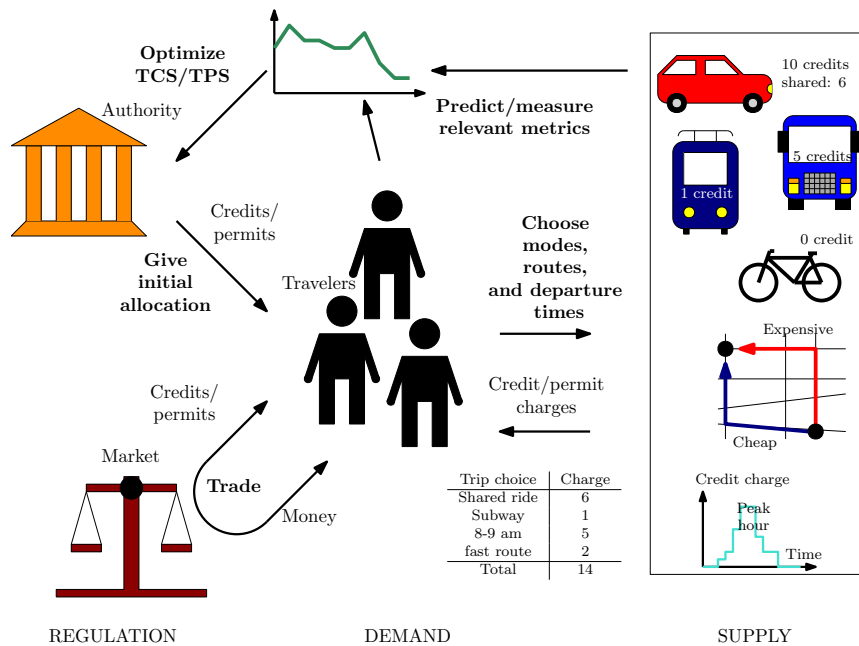 Optimize
TCS/TPS
Authority
Predict/measure
relevant metrics
10 credits
shared: 6
5 credits
1 credit
0 credit
Credits/
permits
Give
initial
allocation
Travelers
Choose
modes,
routes,
and departure
times
Expensive
Cheap
Credit/permit
charges
Credits/
permits
Market
Trade
Money
Trip choice Charge
Shared ride 6
Subway 1
8-9 am 5
fast route 2
Total 14
Credit charge
Peak
hour
Time
REGULATION
DEMAND
SUPPLY